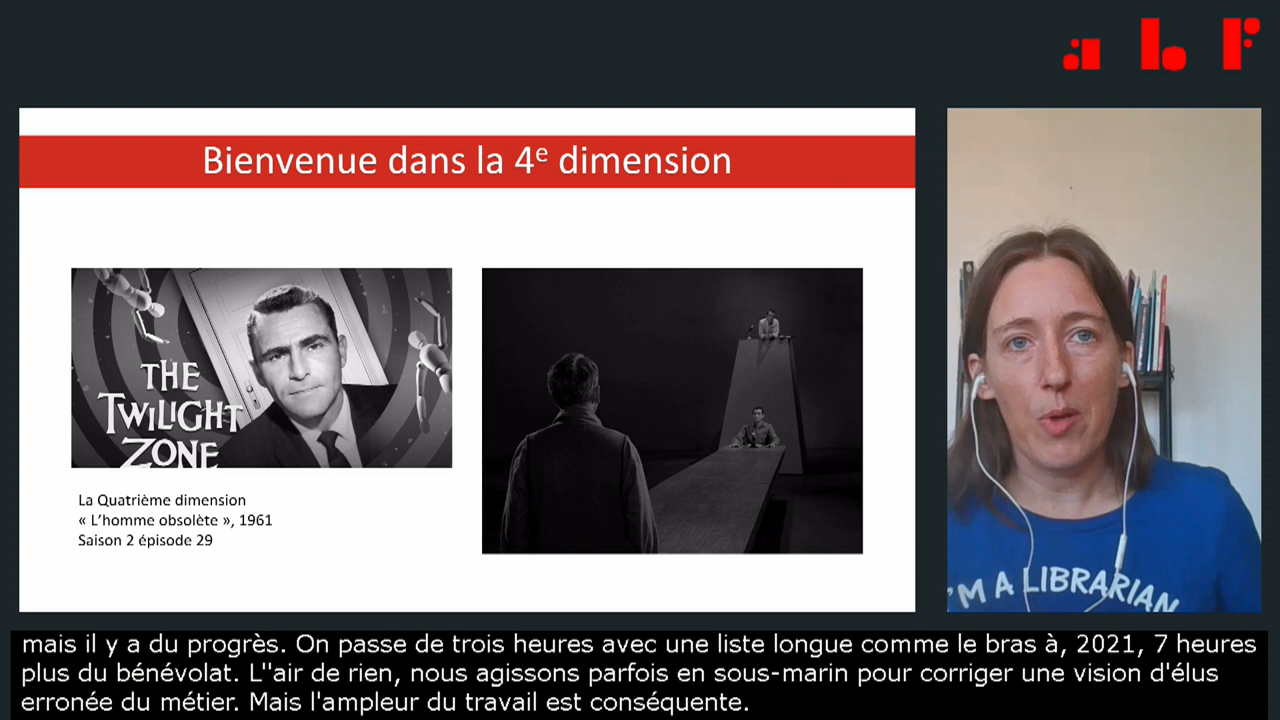 abf
Bienvenue dans la 4e dimension
THE
TWILIGHT
ZONE
La Quatrième dimension
« L'homme obsolète », 1961
Saison 2 épisode 29
I'M A LIBRARIAN
mais il y a du progrès. On passe de trois heures avec une liste longue comme le bras à, 2021, 7 heures
plus du bénévolat. L''air de rien, nous agissons parfois en sous-marin pour corriger une vision d'élus
erronée du métier. Mais l'ampleur du travail est conséquente.